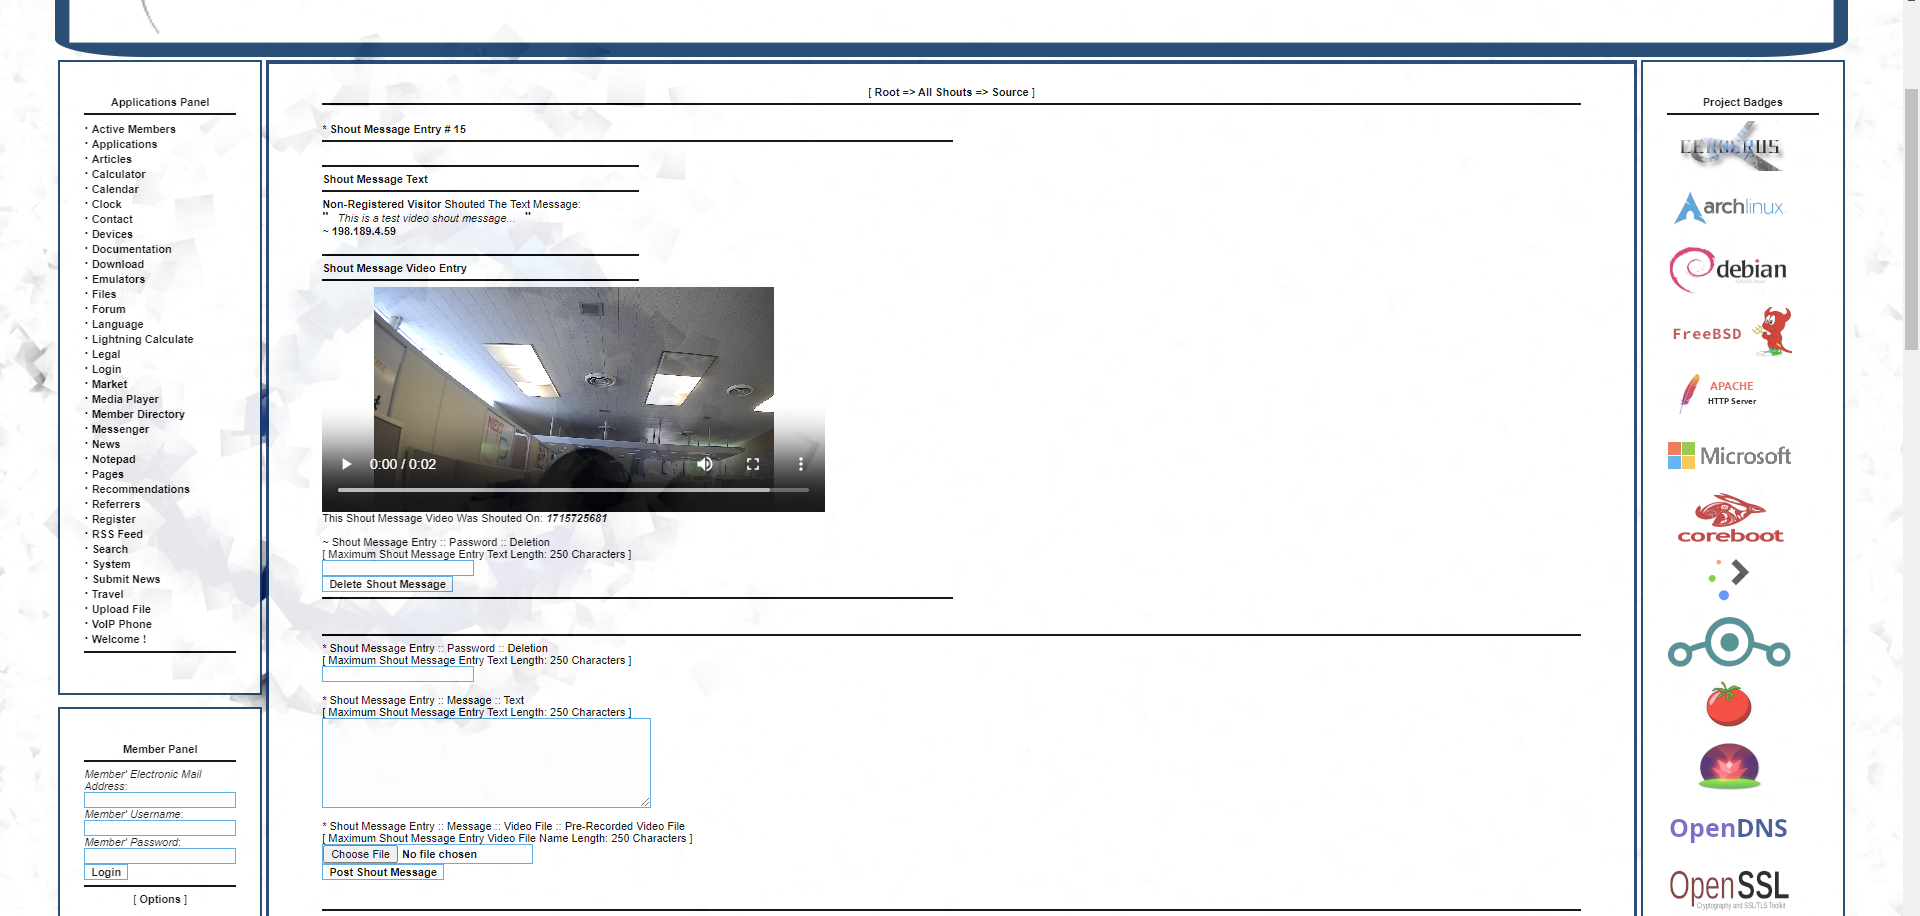 Applications Panel
· Active Members
· Applications
· Articles
· Calculator
· Calendar
· Clock
· Contact
· Devices
· Documentation
· Download
· Emulators
· Files
· Forum
· Language
· Lightning Calculate
· Legal
· Login
· Market
· Media Player
· Member Directory
· Messenger
· News
· Notepad
· Pages
· Recommendations
· Referrers
· Register
· RSS Feed
· Search
· System
· Submit News
· Travel
· Upload File
· VoIP Phone
· Welcome !
Member Panel
Member' Electronic Mail
Address:
Member' Username:
Member' Password:
Login
[ Options ]
[ Root => All Shouts => Source ]
* Shout Message Entry # 15
Shout Message Text
Non-Registered Visitor Shouted The Text Message:
" This is a test video shout message... "
~ 198.189.4.59
Shout Message Video Entry
0:00 / 0:02
This Shout Message Video Was Shouted On: 1715725681
~ Shout Message Entry :: Password :: Deletion
[ Maximum Shout Message Entry Text Length: 250 Characters ]
Delete Shout Message
* Shout Message Entry :: Password :: Deletion
[ Maximum Shout Message Entry Text Length: 250 Characters ]
* Shout Message Entry :: Message :: Text
[ Maximum Shout Message Entry Text Length: 250 Characters ]
* Shout Message Entry :: Message :: Video File :: Pre-Recorded Video File
[ Maximum Shout Message Entry Video File Name Length: 250 Characters ]
Choose File No file chosen
Post Shout Message
Project Badges
archlinux
debian
FreeBSD
APACHE
HTTP Server
Microsoft
coreboot
OpenDNS
OpenSSL
Cryptography and SSL/TLS Toolkit